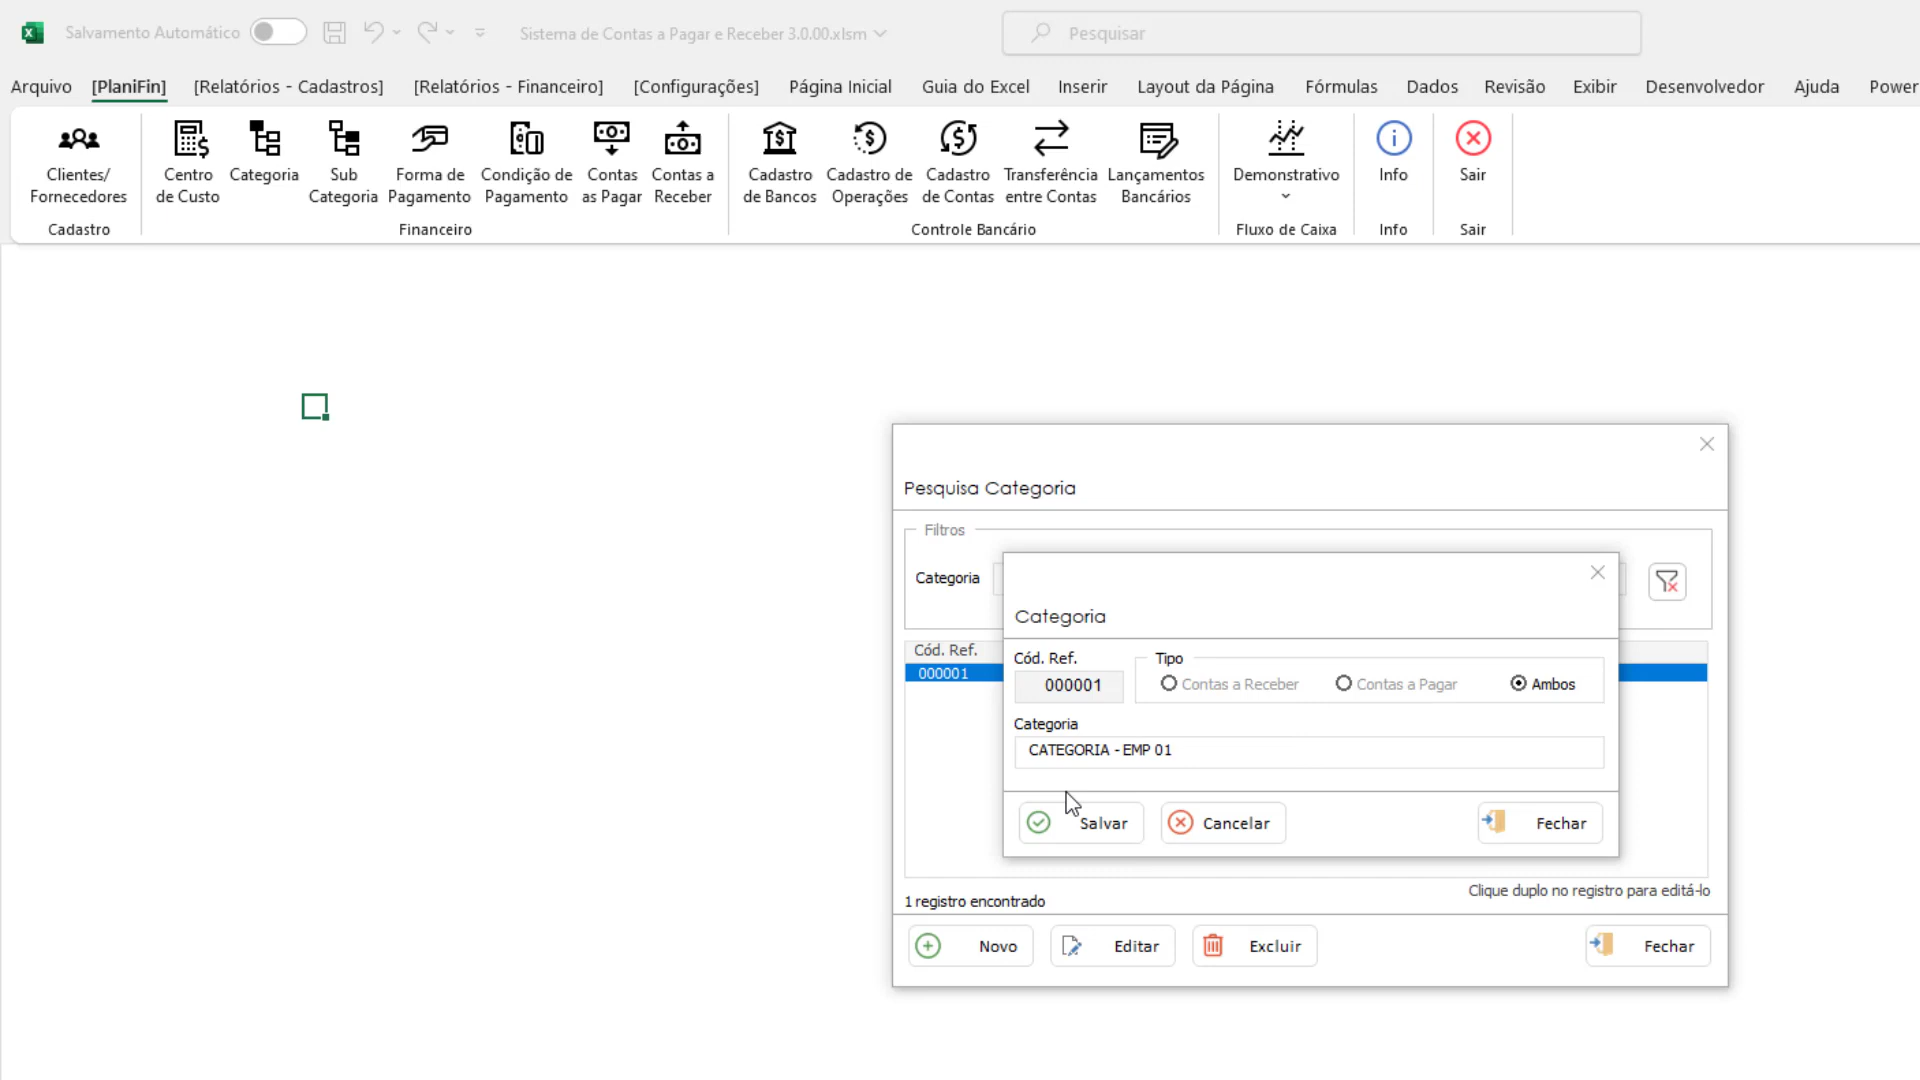 Salvamento Automático
Sistema de Contas a Pagar e Receber 3.0.00.xlsm
Pesquisar
Arquivo [PlaniFin] [Relatórios - Cadastros] [Relatórios - Financeiro] [Configurações] Página Inicial Guia do Excel Inserir Layout da Página Fórmulas Dados Revisão Exibir Desenvolvedor Ajuda Power
Clientes/
Fornecedores
Cadastro
Centro
de Custo
Categoria
Sub
Categoria
Forma de
Pagamento
Condição de
Pagamento
Contas
as Pagar
Contas a
Receber
Financeiro
Cadastro
de Bancos
Cadastro de
Operações
Cadastro
de Contas
Transferência
entre Contas
Lançamentos
Bancários
Controle Bancário
Demonstrativo
Fluxo de Caixa
Info
Info
Sair
Sair
Pesquisa Categoria
Filtros
Categoria
Cód. Ref.
000001
Categoria
Cód. Ref.
000001
Tipo
Contas a Receber Contas a Pagar Ambos
Categoria
CATEGORIA - EMP 01
Salvar Cancelar Fechar
Clique duplo no registro para editá-lo
1 registro encontrado
Novo Editar Excluir Fechar